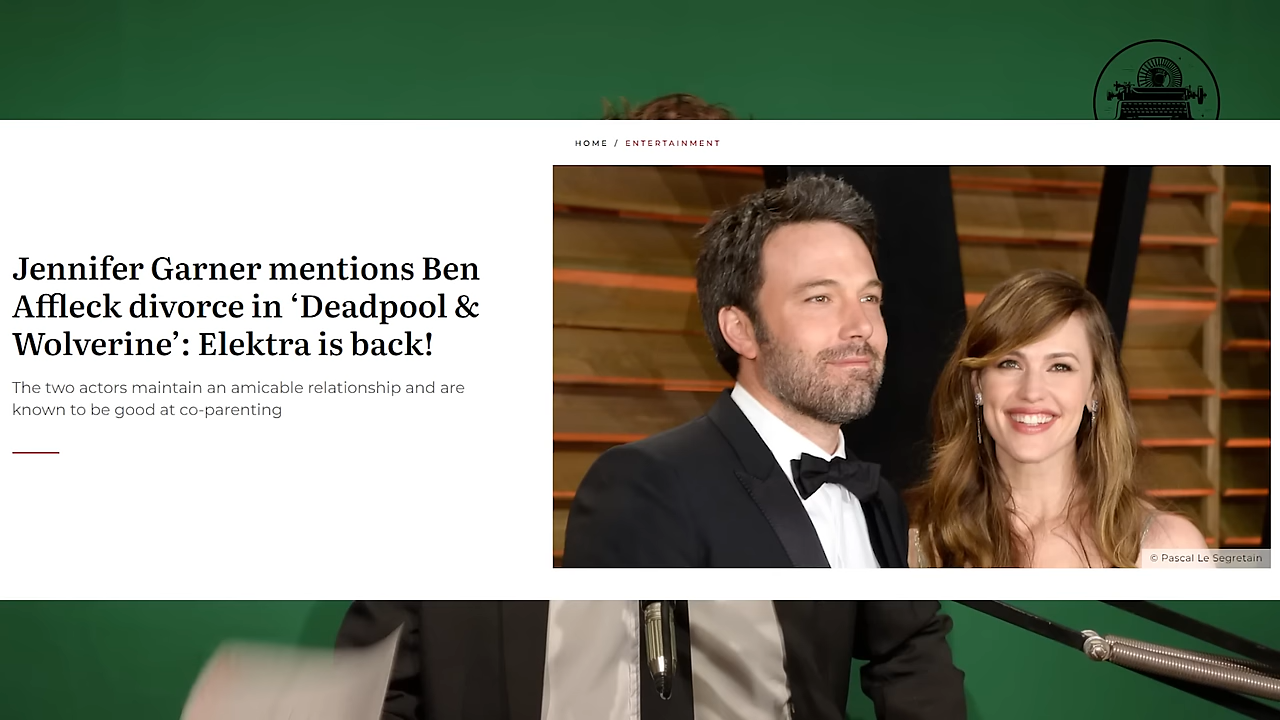 HOME / ENTERTAINMENT
Jennifer Garner mentions Ben
Affleck divorce in ‘Deadpool &
Wolverine’: Elektra is back!
The two actors maintain an amicable relationship and are
known to be good at co-parenting
© Pascal Le Segretain